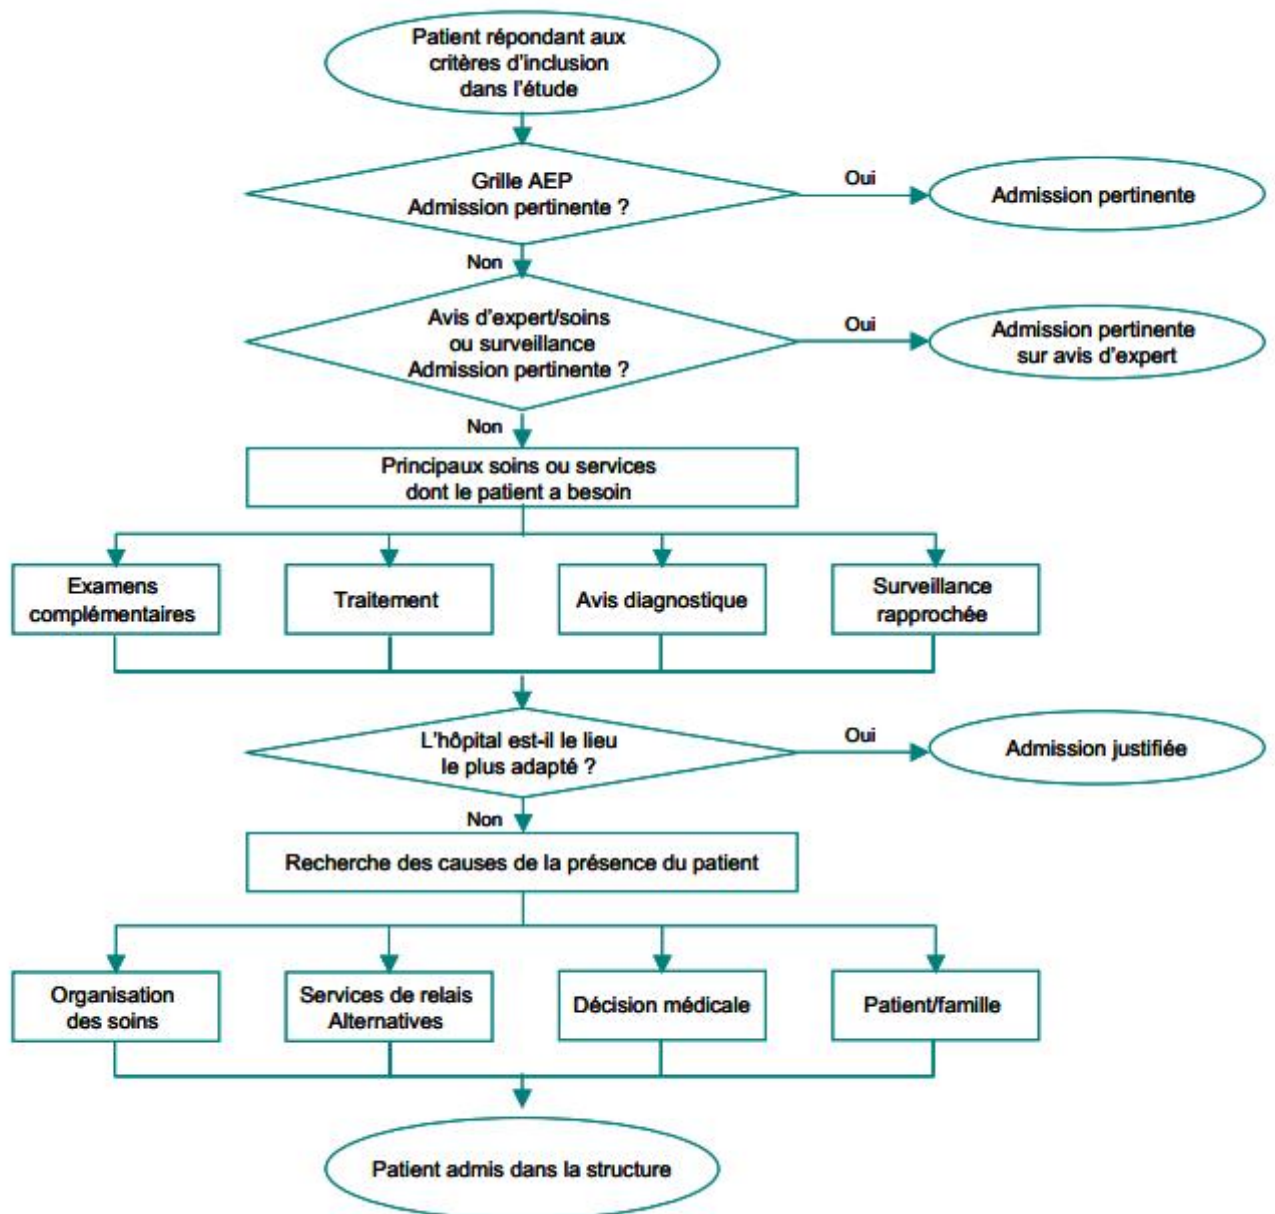 Patient répondant aux
critères d'inclusion
dans l'étude
Grille AEP
Admission pertinente ?
Oui
Admission pertinente
Non
Avis d'expert/soins
ou surveillance
Admission pertinente ?
Oui
Admission pertinente
sur avis d'expert
Non
Principaux soins ou services
dont le patient a besoin
Examens
complémentaires
Traitement
Avis diagnostique
Surveillance
rapprochée
L'hôpital est-il le lieu
le plus adapté ?
Oui
Admission justifiée
Non
Recherche des causes de la présence du patient
Organisation
des soins
Services de relais
Alternatives
Décision médicale
Patient/famille
Patient admis dans la structure